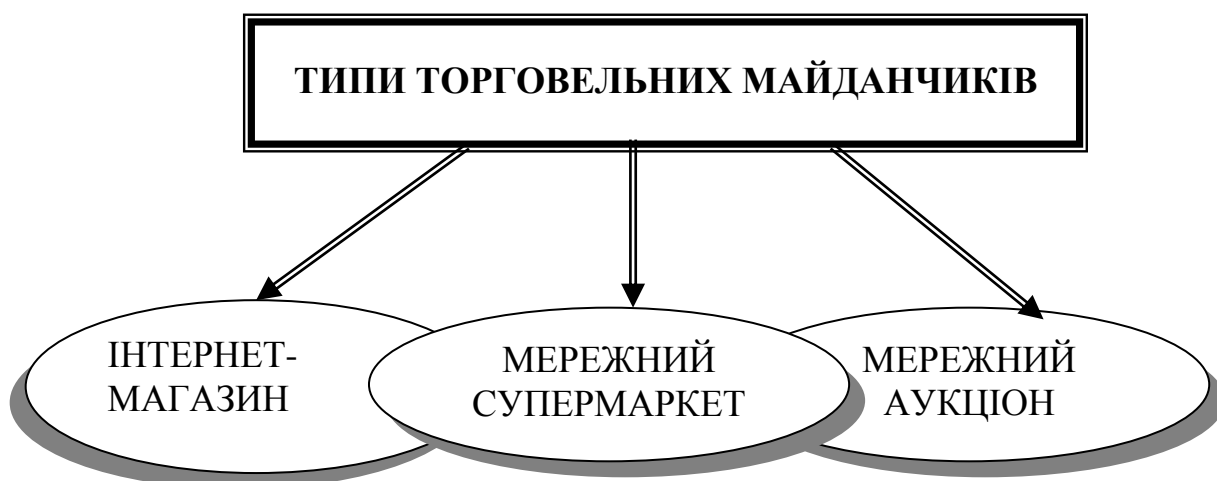 ТИПИ ТОРГОВЕЛЬНИХ МАЙДАНЧИКІВ
ІНТЕРНЕТ-
МАГАЗИН
МЕРЕЖНИЙ
СУПЕРМАРКЕТ
МЕРЕЖНИЙ
АУКЦІОН